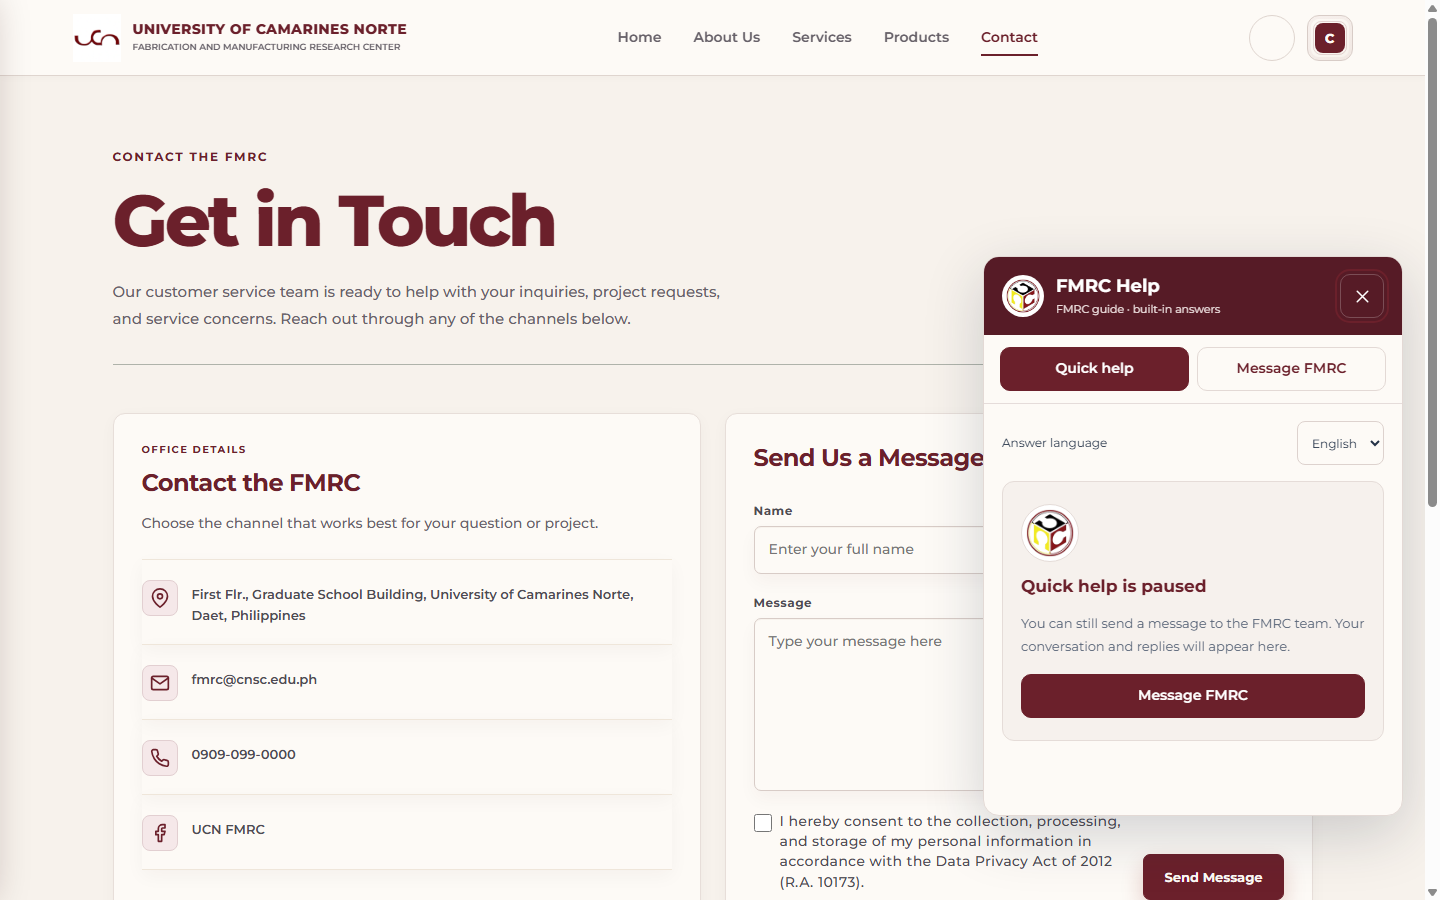 UNIVERSITY OF CAMARINES NORTE
FABRICATION AND MANUFACTURING RESEARCH CENTER
Home
About Us
Services
Products
Contact
C
CONTACT THE FMRC
Get in Touch
Our customer service team is ready to help with your inquiries, project requests,
and service concerns. Reach out through any of the channels below.
OFFICE DETAILS
Contact the FMRC
Choose the channel that works best for your question or project.
First Flr., Graduate School Building, University of Camarines Norte,
Daet, Philippines
fmrc@cnsc.edu.ph
0909-099-0000
UCN FMRC
Send Us a Message
Name
Enter your full name
Message
Type your message here
I hereby consent to the collection, processing,
and storage of my personal information in
accordance with the Data Privacy Act of 2012
(R.A. 10173).
Send Message
FMRC Help
FMRC guide · built-in answers
Quick help
Message FMRC
Answer language
English
Quick help is paused
You can still send a message to the FMRC team. Your
conversation and replies will appear here.
Message FMRC